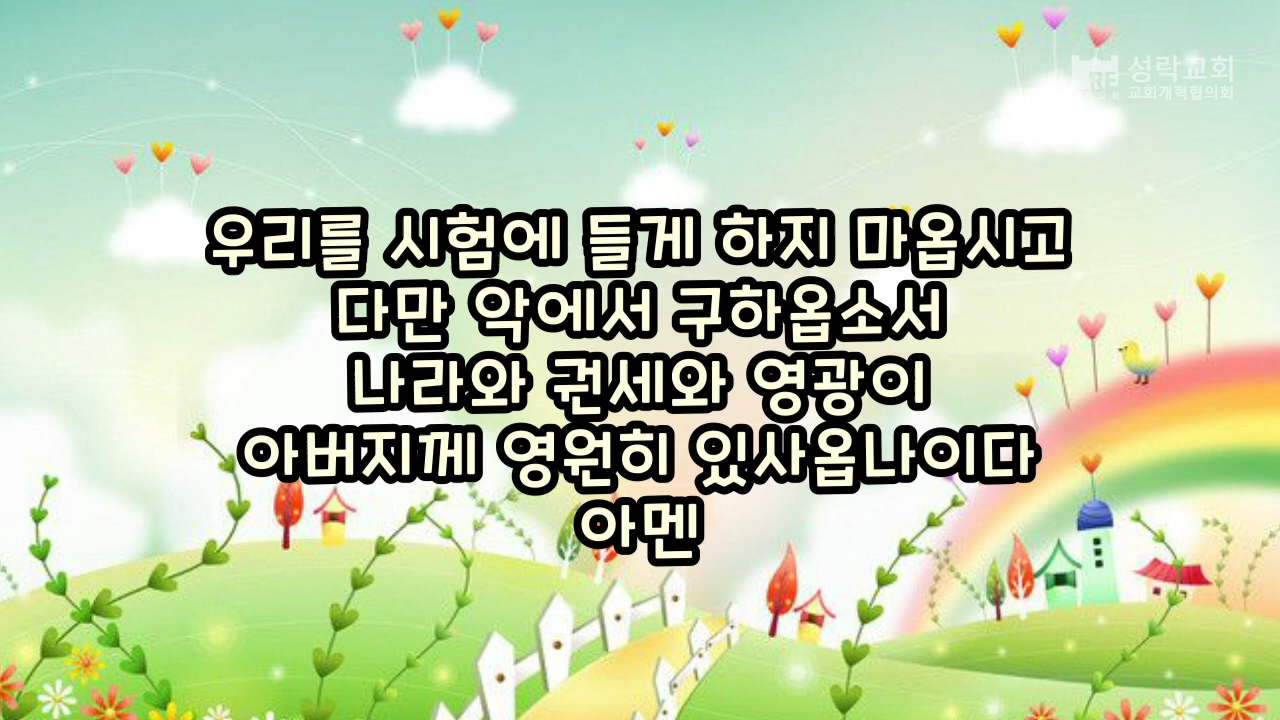 성락교회
교회개혁협의회
우리를 시험에 들게 하지 마옵시고
다만 악에서 구하옵소서
나라와 권세와 영광이
아버지께 영원히 있사옵나이다
아멘